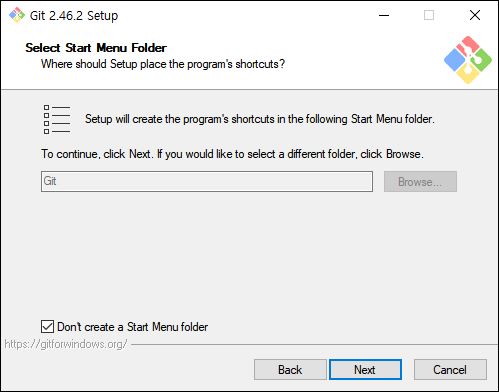 Git 2.46.2 Setup
Select Start Menu Folder
Where should Setup place the program's shortcuts?
Setup will create the program's shortcuts in the following Start Menu folder.
To continue, click Next. If you would like to select a different folder, click Browse.
Git
Browse...
Don't create a Start Menu folder
https://gitforwindows.org/
Back
Next
Cancel